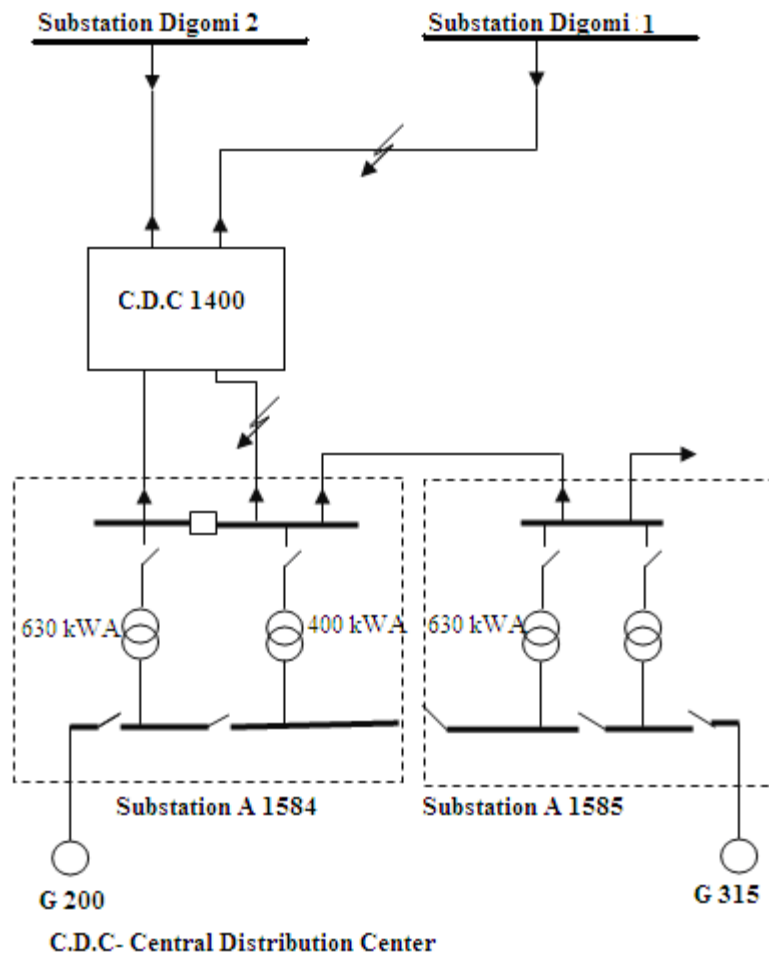 Substation Digomi 2
Substation Digomi 1
C.D.C 1400
630 kWA
400 kWA
630 kWA
Substation A 1584
Substation A 1585
G 200
G 315
C.D.C- Central Distribution Center